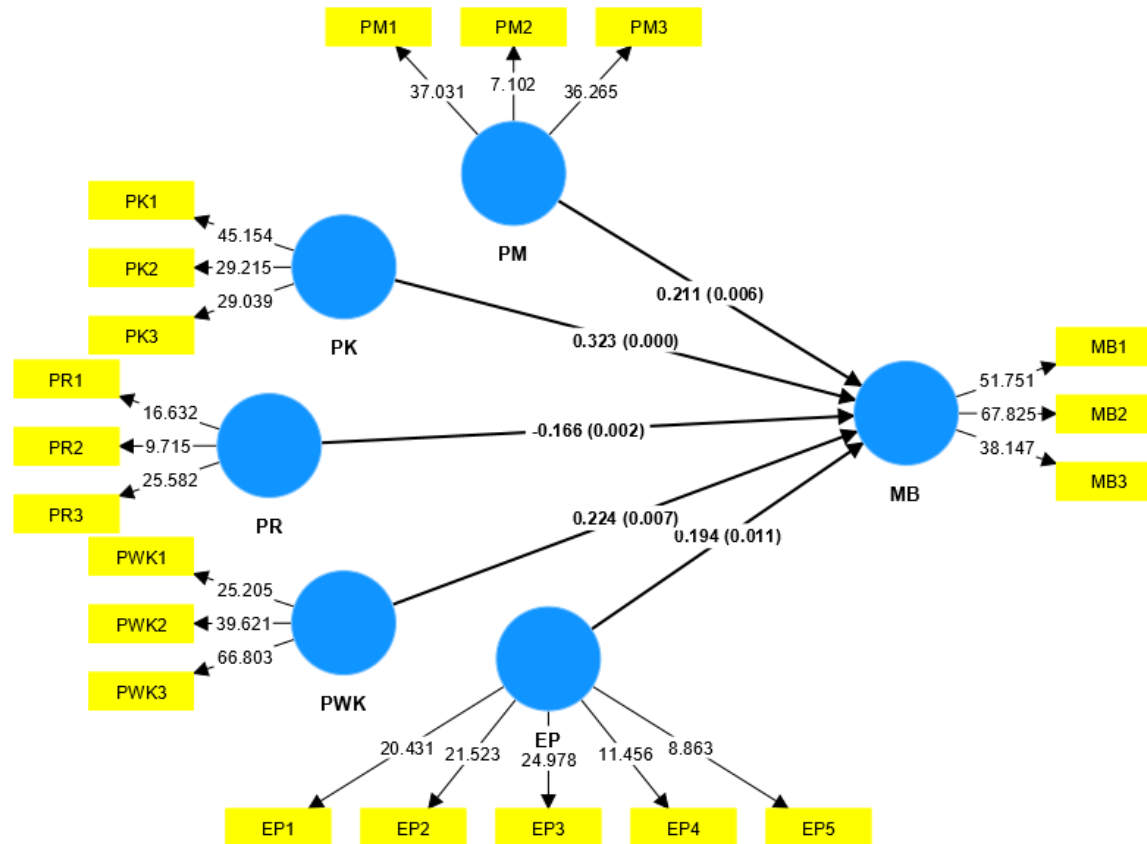 PM1 PM2 PM3
37.031 7.102 36.265
PM
PK1
PK2
PK3
45.154
29.215
29.039
PK
0.211 (0.006)
0.323 (0.000)
PR1
PR2
PR3
16.632
9.715
25.582
PR
-0.166 (0.002)
MB1
MB2
MB3
51.751
67.825
38.147
MB
PWK1
PWK2
PWK3
25.205
39.621
66.803
PWK
0.224 (0.007)
0.194 (0.011)
EP
20.431 21.523 24.978 11.456 8.863
EP1 EP2 EP3 EP4 EP5